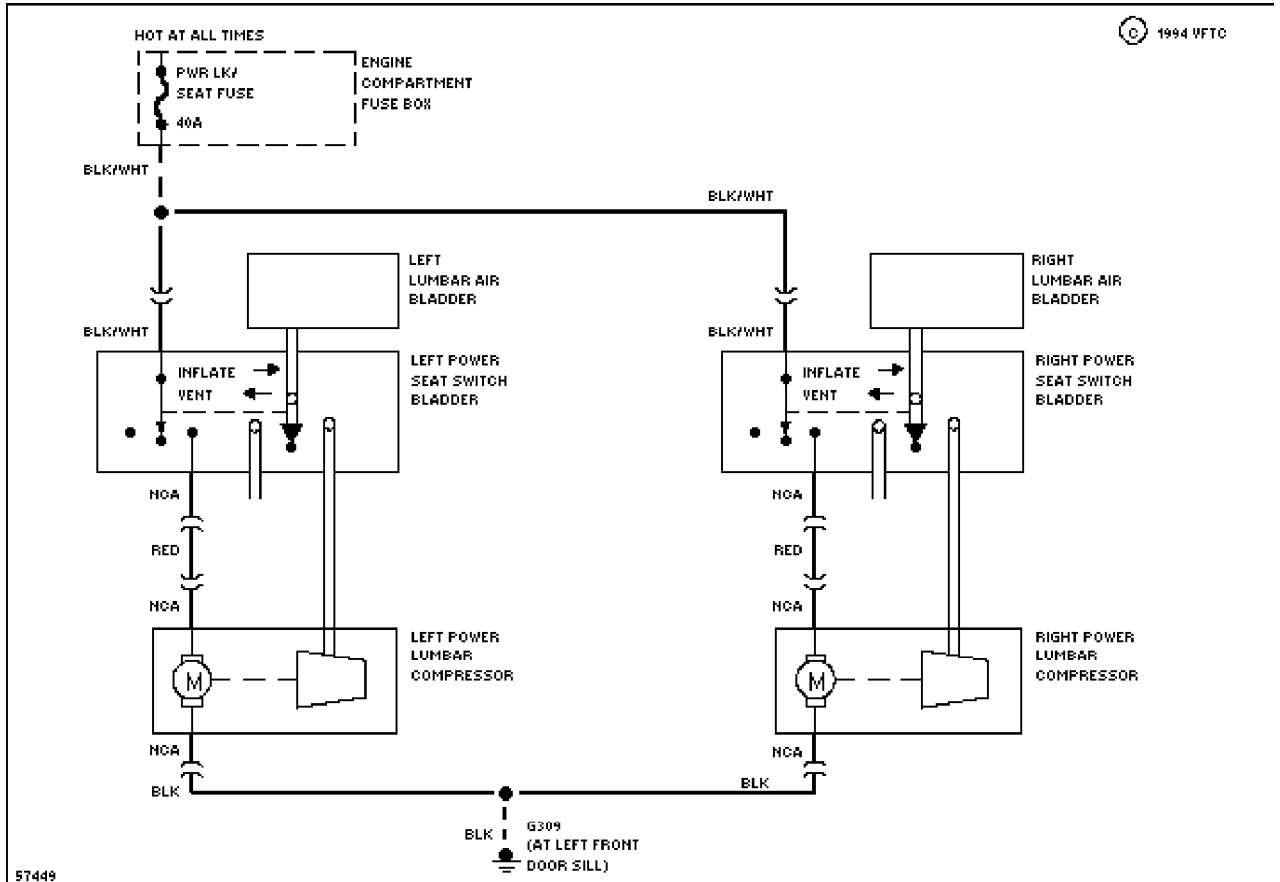 HOT AT ALL TIMES
© 1994 VFTC
PWR LK/
SEAT FUSE
40A
ENGINE
COMPARTMENT
FUSE BOX
BLK/WHT
BLK/WHT
LEFT
LUMBAR AIR
BLADDER
RIGHT
LUMBAR AIR
BLADDER
BLK/WHT
BLK/WHT
INFLATE
VENT
LEFT POWER
SEAT SWITCH
BLADDER
INFLATE
VENT
RIGHT POWER
SEAT SWITCH
BLADDER
NCA
NCA
RED
RED
NCA
NCA
M
LEFT POWER
LUMBAR
COMPRESSOR
M
RIGHT POWER
LUMBAR
COMPRESSOR
NCA
NCA
BLK
BLK
BLK
G309
(AT LEFT FRONT
DOOR SILL)
57449